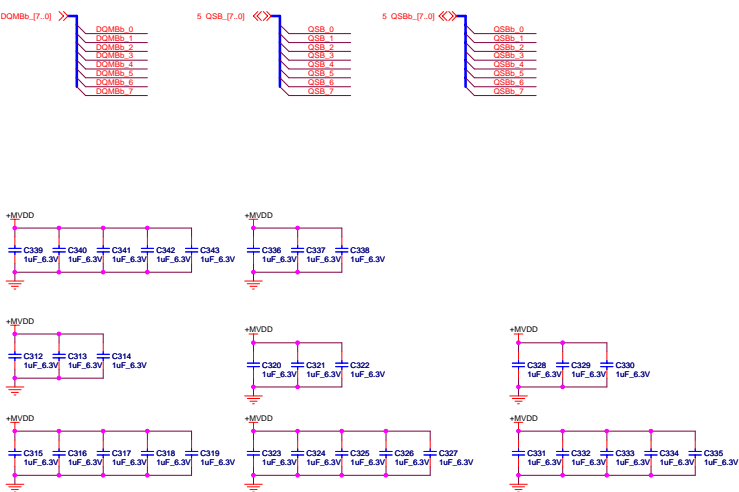 DQMBb_[7..0]
5 QSB_[7..0]
5 QSBb_[7..0]
DQMBb_0
DQMBb_1
DQMBb_2
DQMBb_3
DQMBb_4
DQMBb_5
DQMBb_6
DQMBb_7
QSB_0
QSB_1
QSB_2
QSB_3
QSB_4
QSB_5
QSB_6
QSB_7
QSBb_0
QSBb_1
QSBb_2
QSBb_3
QSBb_4
QSBb_5
QSBb_6
QSBb_7
+MVDD
C339 C340 C341 C342 C343
1uF_6.3V 1uF_6.3V 1uF_6.3V 1uF_6.3V 1uF_6.3V
+MVDD
C336 C337 C338
1uF_6.3V 1uF_6.3V 1uF_6.3V
+MVDD
C312 C313 C314
1uF_6.3V 1uF_6.3V 1uF_6.3V
+MVDD
C320 C321 C322
1uF_6.3V 1uF_6.3V 1uF_6.3V
+MVDD
C328 C329 C330
1uF_6.3V 1uF_6.3V 1uF_6.3V
+MVDD
C315 C316 C317 C318 C319
1uF_6.3V 1uF_6.3V 1uF_6.3V 1uF_6.3V 1uF_6.3V
+MVDD
C323 C324 C325 C326 C327
1uF_6.3V 1uF_6.3V 1uF_6.3V 1uF_6.3V 1uF_6.3V
+MVDD
C331 C332 C333 C334 C335
1uF_6.3V 1uF_6.3V 1uF_6.3V 1uF_6.3V 1uF_6.3V